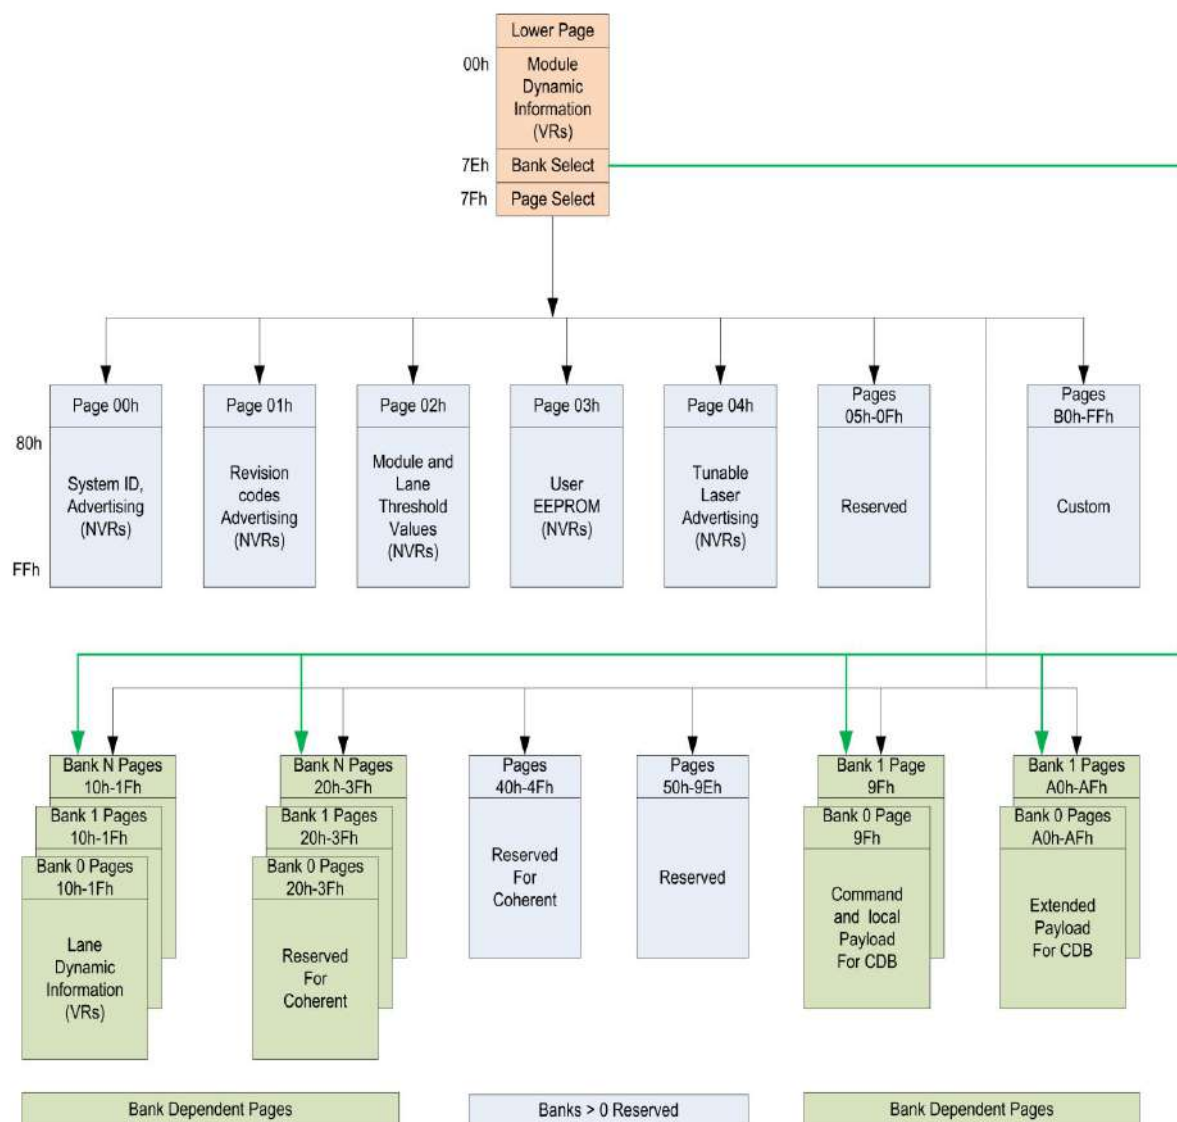 Lower Page
00h
Module
Dynamic
Information
(VRs)
7Eh
Bank Select
7Fh
Page Select
Page 00h
80h
System ID,
Advertising
(NVRs)
FFh
Page 01h
Revision
codes
Advertising
(NVRs)
Page 02h
Module and
Lane
Threshold
Values
(NVRs)
Page 03h
User
EEPROM
(NVRs)
Page 04h
Tunable
Laser
Advertising
(NVRs)
Pages
05h-0Fh
Reserved
Pages
B0h-FFh
Custom
Bank N Pages
10h-1Fh
Bank 1 Pages
10h-1Fh
Bank 0 Pages
10h-1Fh
Lane
Dynamic
Information
(VRs)
Bank N Pages
20h-3Fh
Bank 1 Pages
20h-3Fh
Bank 0 Pages
20h-3Fh
Reserved
For
Coherent
Pages
40h-4Fh
Reserved
For
Coherent
Pages
50h-9Eh
Reserved
Bank 1 Page
9Fh
Bank 0 Page
9Fh
Command
and local
Payload
For CDB
Bank 1 Pages
A0h-AFh
Bank 0 Pages
A0h-AFh
Extended
Payload
For CDB
Bank Dependent Pages
Banks > 0 Reserved
Bank Dependent Pages